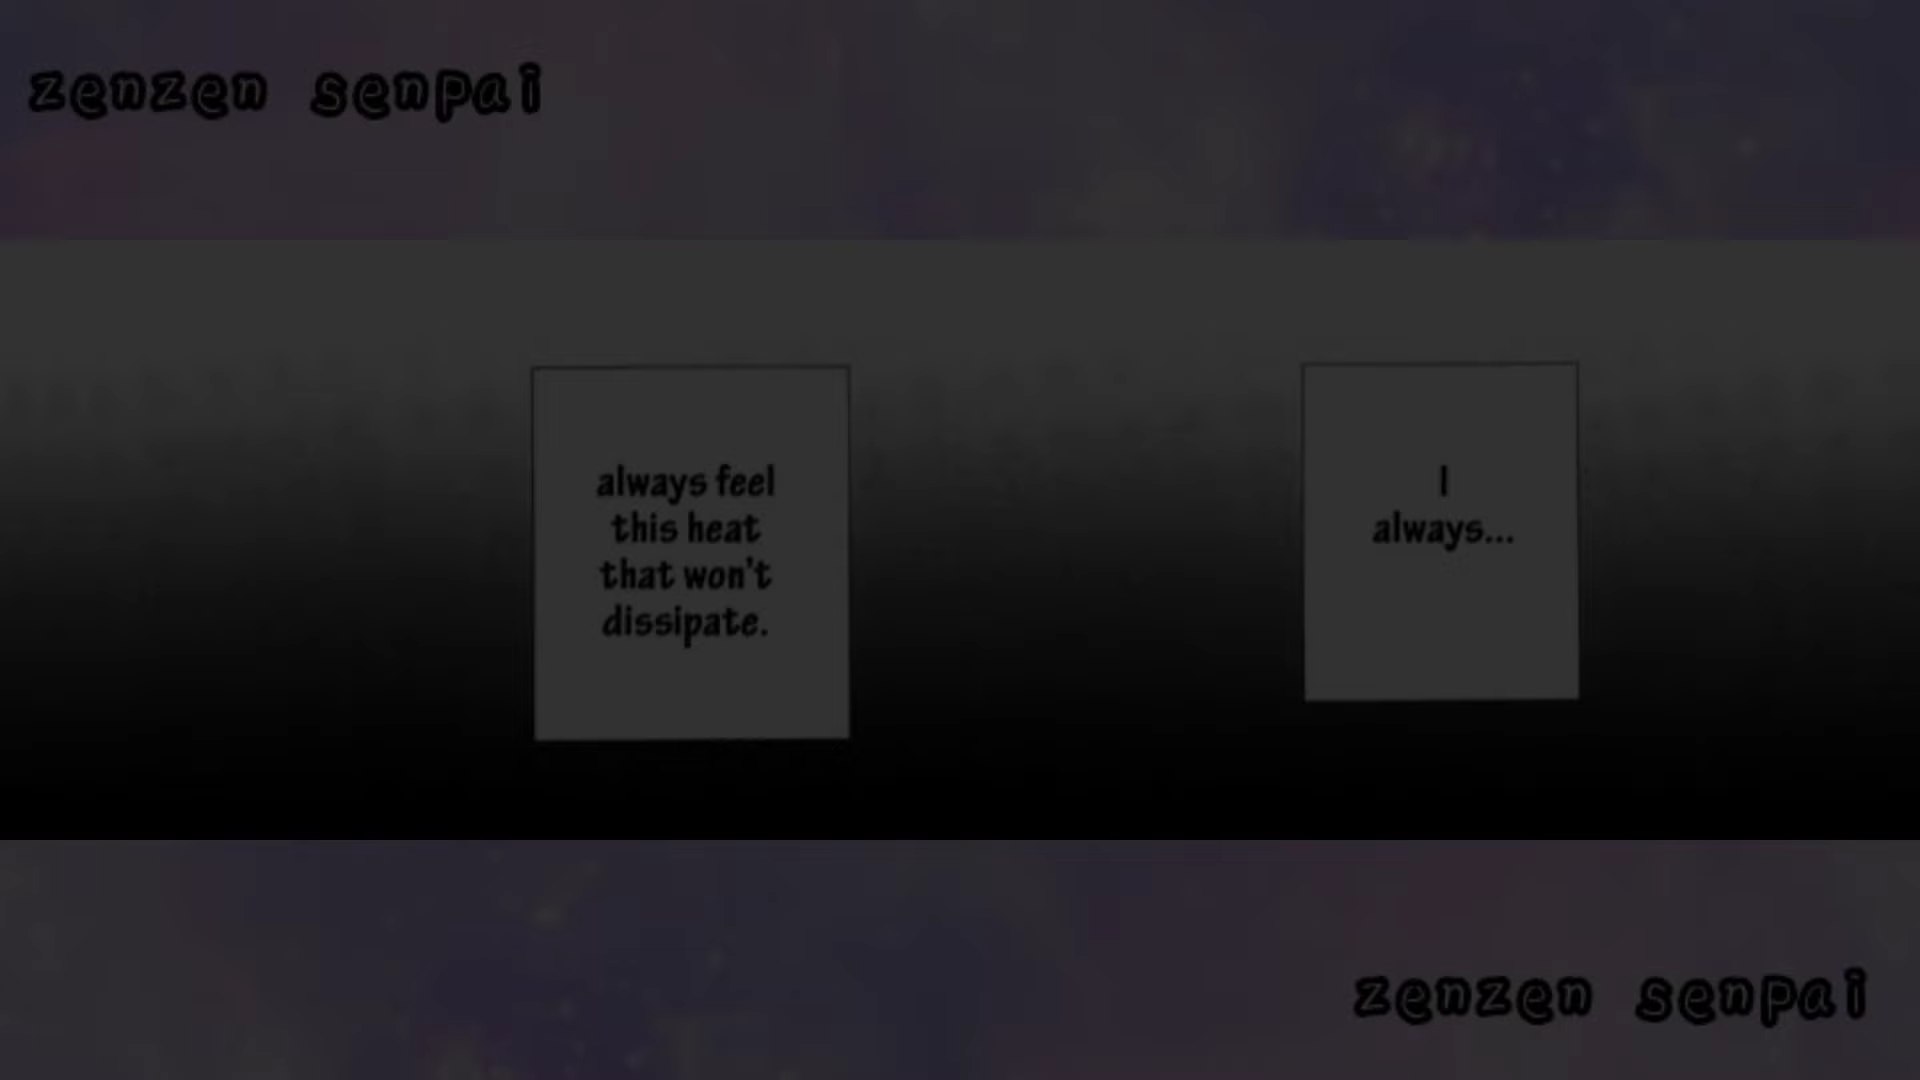 zenzen senpai
I
always...
always feel
this heat
that won't
dissipate.
zenzen senpai